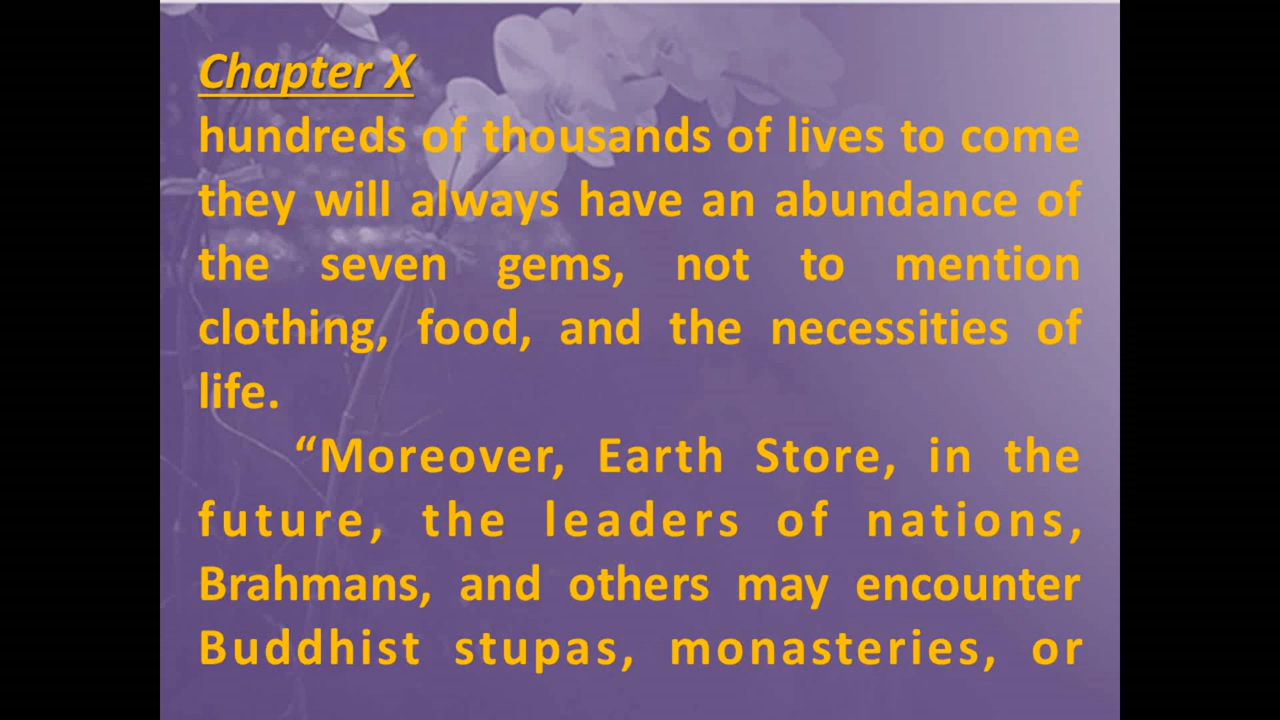 Chapter X
hundreds of thousands of lives to come
they will always have an abundance of
the seven gems, not to mention
clothing, food, and the necessities of
life.
“Moreover, Earth Store, in the
future, the leaders of nations,
Brahmans, and others may encounter
Buddhist stupas, monasteries, or